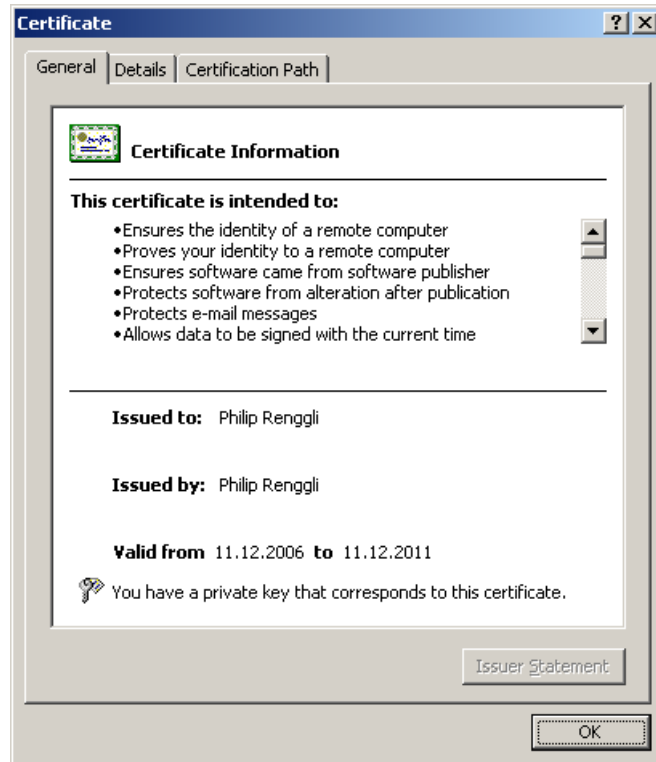 Certificate
General Details Certification Path
Certificate Information
This certificate is intended to:
•Ensures the identity of a remote computer
•Proves your identity to a remote computer
•Ensures software came from software publisher
•Protects software from alteration after publication
•Protects e-mail messages
•Allows data to be signed with the current time
Issued to: Philip Renggli
Issued by: Philip Renggli
Valid from 11.12.2006 to 11.12.2011
You have a private key that corresponds to this certificate.
Issuer Statement
OK